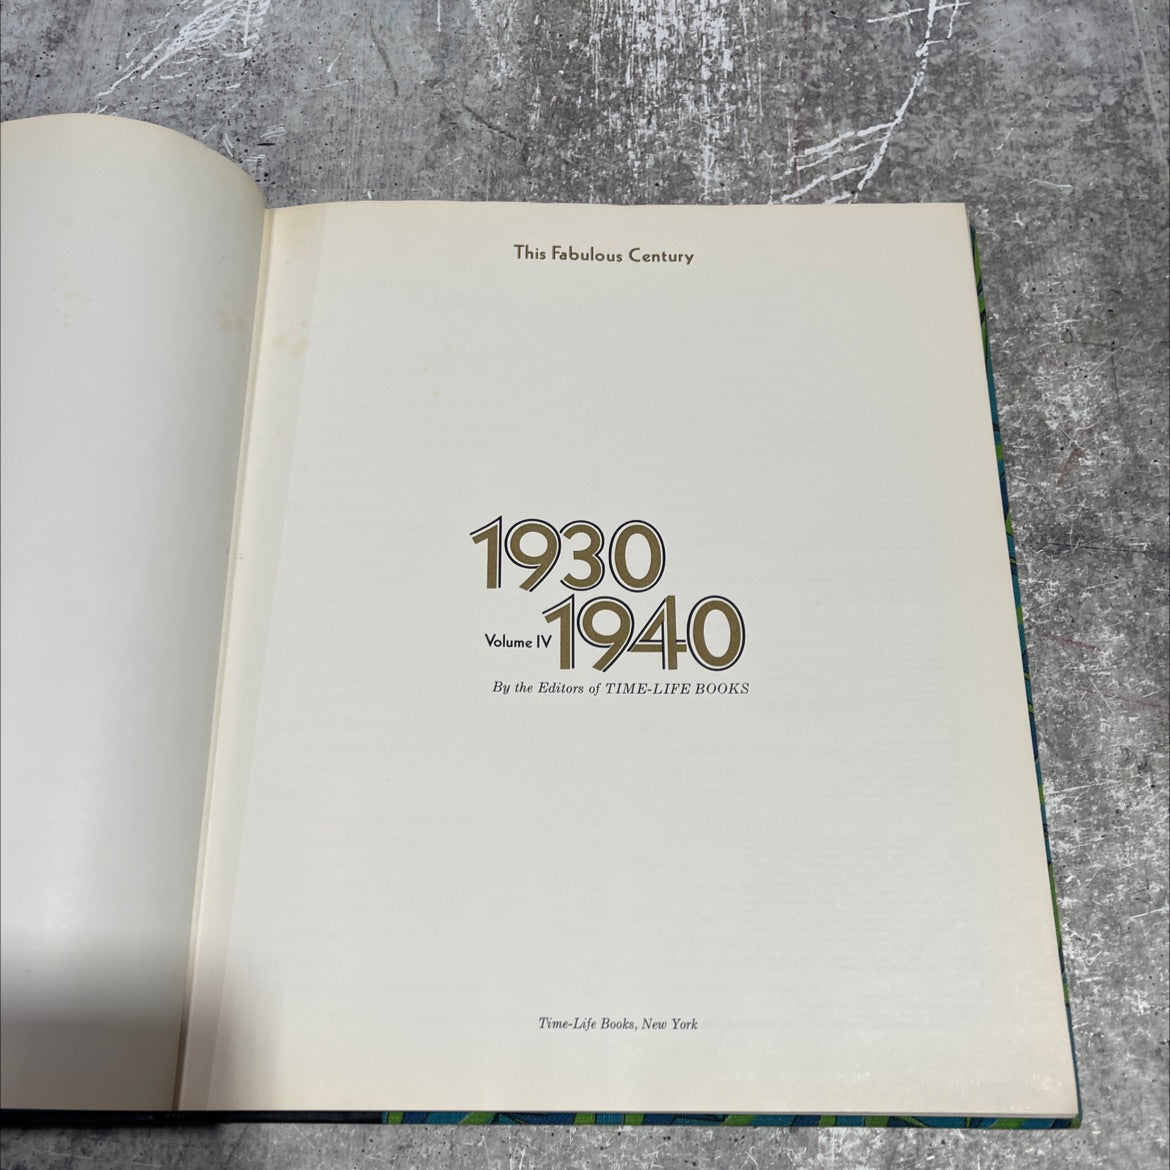 This Fabulous Century
1930
Volume IV 1940
By the Editors of TIME-LIFE BOOKS
Time-Life Books, New York